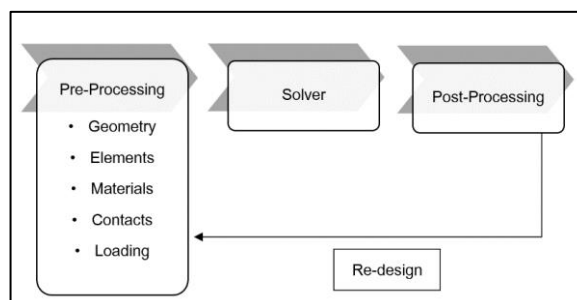 Pre-Processing
• Geometry
• Elements
• Materials
• Contacts
• Loading
Solver
Post-Processing
Re-design